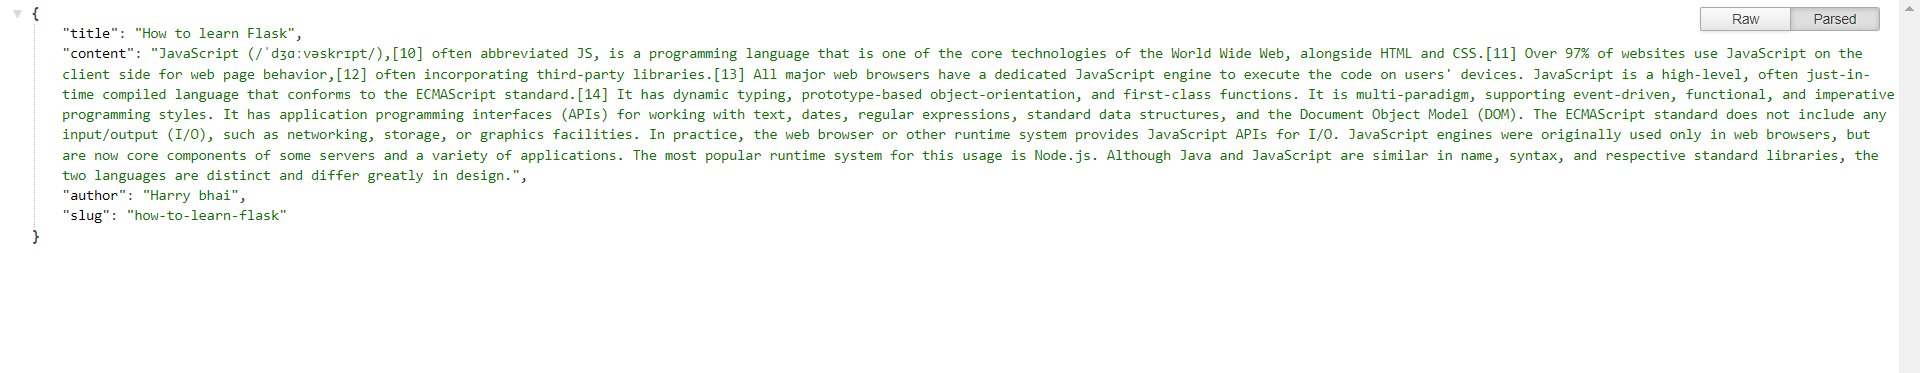 {
Raw Parsed
"title": "How to learn Flask",
"content": "JavaScript (/ˈdʒɑːvəskrɪpt/),[10] often abbreviated JS, is a programming language that is one of the core technologies of the World Wide Web, alongside HTML and CSS.[11] Over 97% of websites use JavaScript on the
client side for web page behavior,[12] often incorporating third-party libraries.[13] All major web browsers have a dedicated JavaScript engine to execute the code on users' devices. JavaScript is a high-level, often just-in-
time compiled language that conforms to the ECMAScript standard.[14] It has dynamic typing, prototype-based object-orientation, and first-class functions. It is multi-paradigm, supporting event-driven, functional, and imperative
programming styles. It has application programming interfaces (APIs) for working with text, dates, regular expressions, standard data structures, and the Document Object Model (DOM). The ECMAScript standard does not include any
input/output (I/O), such as networking, storage, or graphics facilities. In practice, the web browser or other runtime system provides JavaScript APIs for I/O. JavaScript engines were originally used only in web browsers, but
are now core components of some servers and a variety of applications. The most popular runtime system for this usage is Node.js. Although Java and JavaScript are similar in name, syntax, and respective standard libraries, the
two languages are distinct and differ greatly in design.",
"author": "Harry bhai",
"slug": "how-to-learn-flask"
}